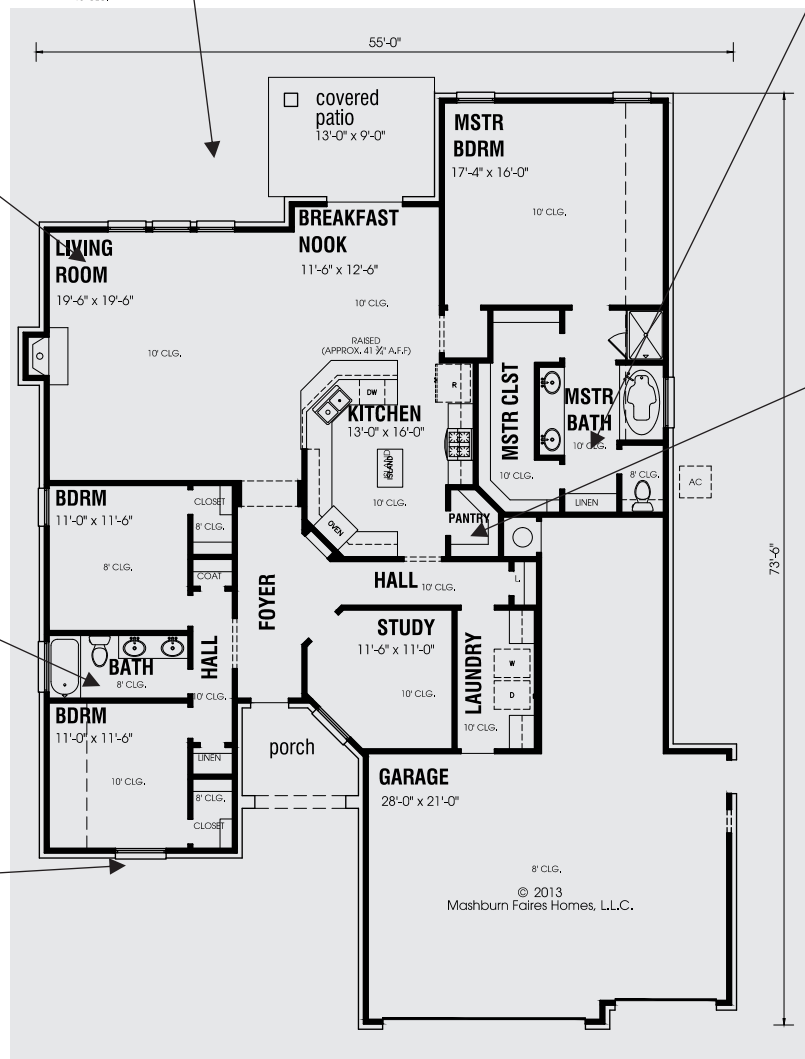 55'-0"
covered
patio
13'-0" x 9'-0"
MSTR
BDRM
17'-4" x 16'-0"
10' CLG.
BREAKFAST
NOOK
11'-6" x 12'-6"
10' CLG.
LIVING
ROOM
19'-6" x 19'-6"
10' CLG.
RAISED
(APPROX. 41 ¾" A.F.F)
DW
R
KITCHEN
13'-0" x 16'-0"
ISLAND
10' CLG.
OVEN
PANTRY
MSTR CLST
10' CLG.
MSTR
BATH
10' CLG.
8' CLG.
LINEN
AC
73'-6"
BDRM
11'-0" x 11'-6"
8' CLG.
CLOSET
8' CLG.
COAT
HALL
10' CLG.
L.
FOYER
STUDY
11'-6" x 11'-0"
10' CLG.
LAUNDRY
W
D
10' CLG.
BATH
8' CLG.
HALL
10' CLG.
BDRM
11'-0" x 11'-6"
10' CLG.
LINEN
8' CLG.
CLOSET
porch
GARAGE
28'-0" x 21'-0"
8' CLG.
© 2013
Mashburn Faires Homes, L.L.C.